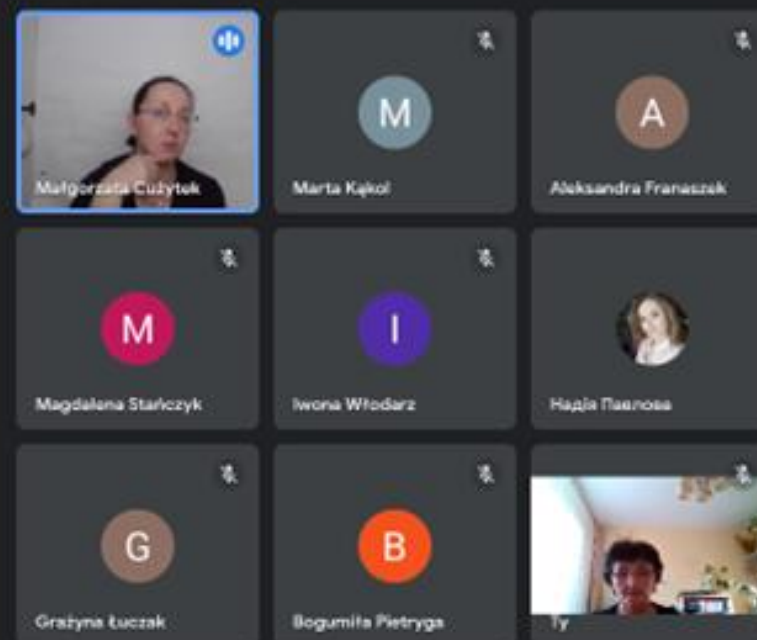 Małgorzata Cużytek
M
Marta Kąkol
A
Aleksandra Franaszek
M
Magdalena Stańczyk
I
Iwona Włodarz
Надія Павлова
G
Grażyna Łuczak
B
Bogumiła Pietryga
Ty